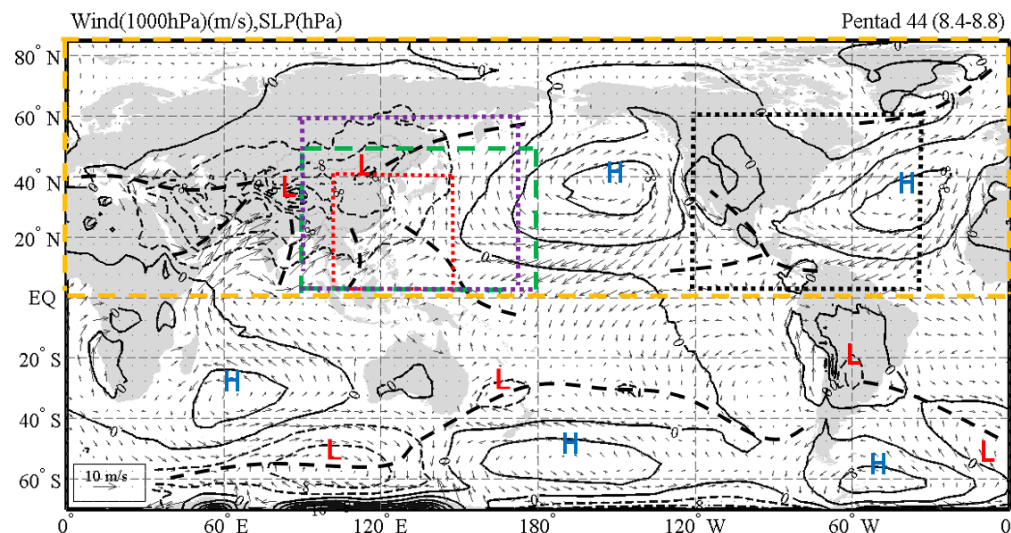 Wind(1000hPa)(m/s),SLP(hPa) Pentad 44 (8.4-8.8)
80° N
60° N
H
L
40° N
L
H
20° N
EQ
20° S
L
H
L
40° S
H
L
L
H
60° S
10 m/s
0 60° E 120° E 180 120° W 60° W 0